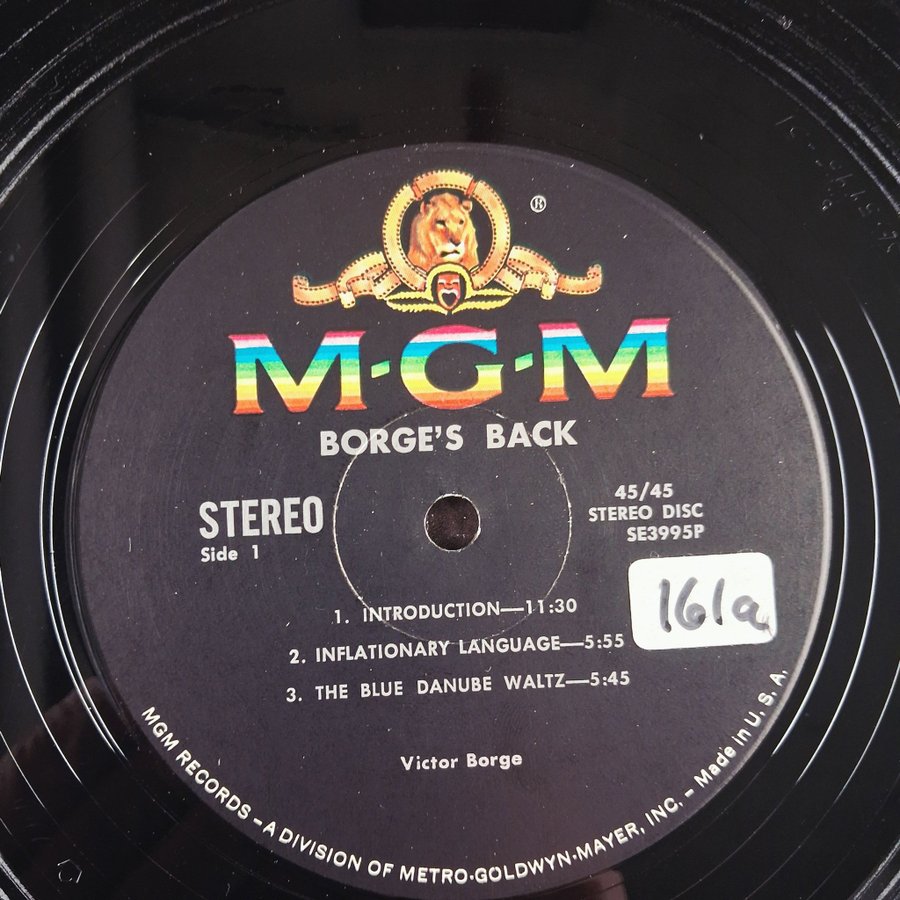 ®
M·G·M
BORGE'S BACK
STEREO
Side 1
45/45
STEREO DISC
SE3995P
161a
1. INTRODUCTION—11:30
2. INFLATIONARY LANGUAGE—5:55
3. THE BLUE DANUBE WALTZ—5:45
Victor Borge
MGM RECORDS – A DIVISION OF METRO-GOLDWYN-MAYER, INC. – Made in U. S. A.